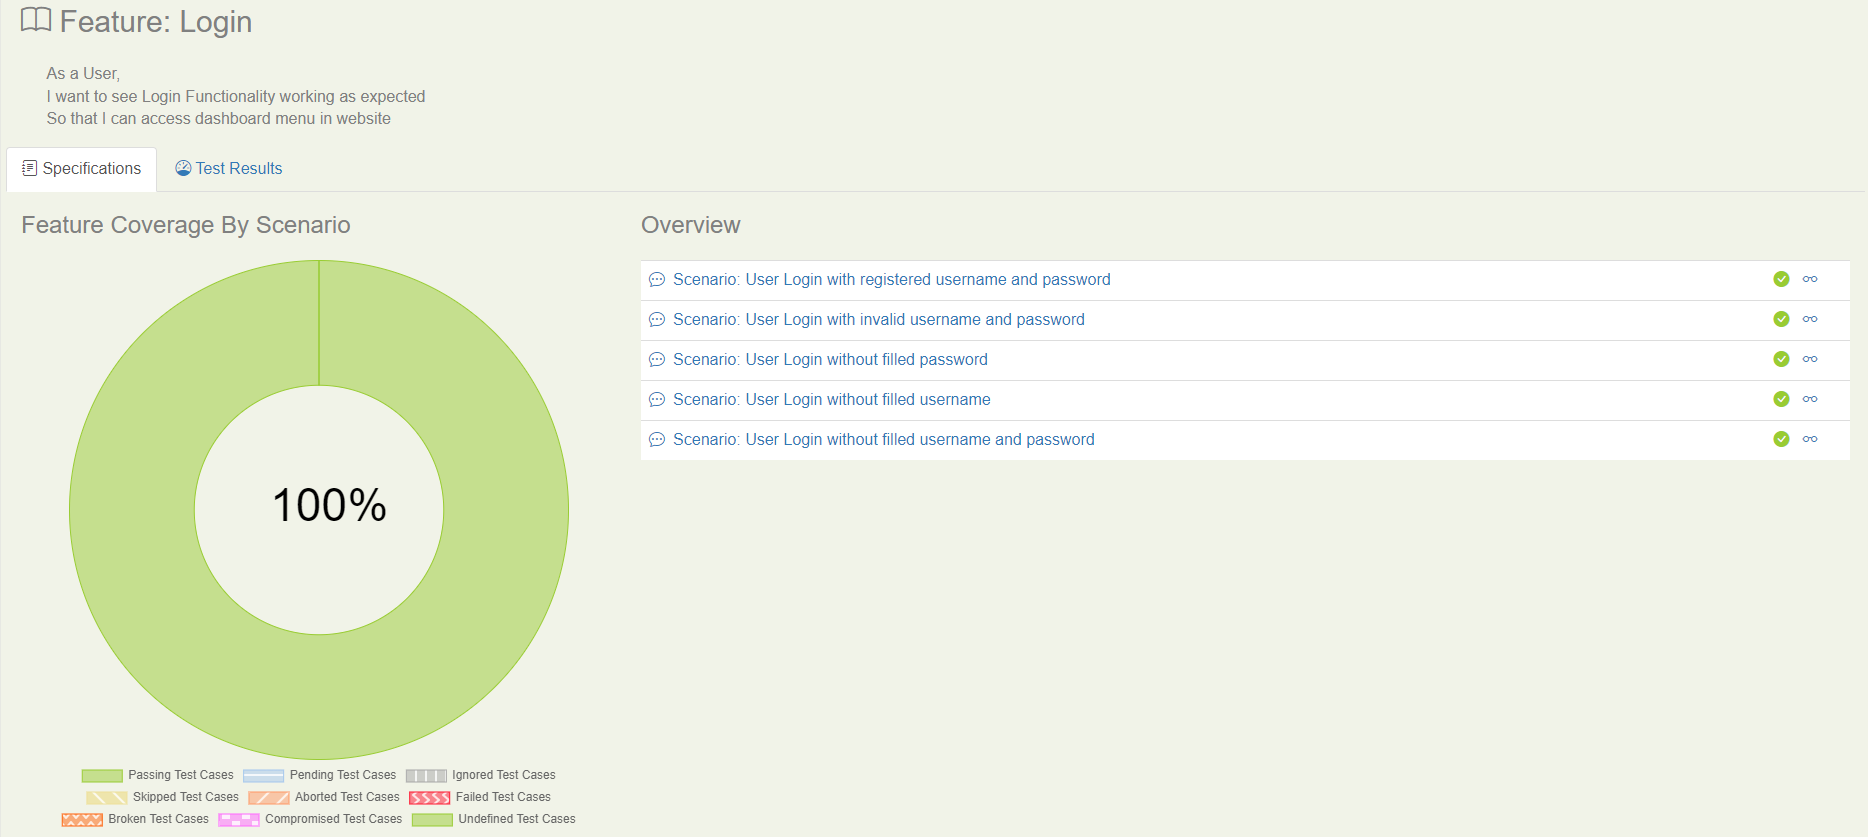 Feature: Login
As a User,
I want to see Login Functionality working as expected
So that I can access dashboard menu in website
Specifications
Test Results
Feature Coverage By Scenario
100%
Passing Test Cases
Pending Test Cases
Ignored Test Cases
Skipped Test Cases
Aborted Test Cases
Failed Test Cases
Broken Test Cases
Compromised Test Cases
Undefined Test Cases
Overview
Scenario: User Login with registered username and password
Scenario: User Login with invalid username and password
Scenario: User Login without filled password
Scenario: User Login without filled username
Scenario: User Login without filled username and password